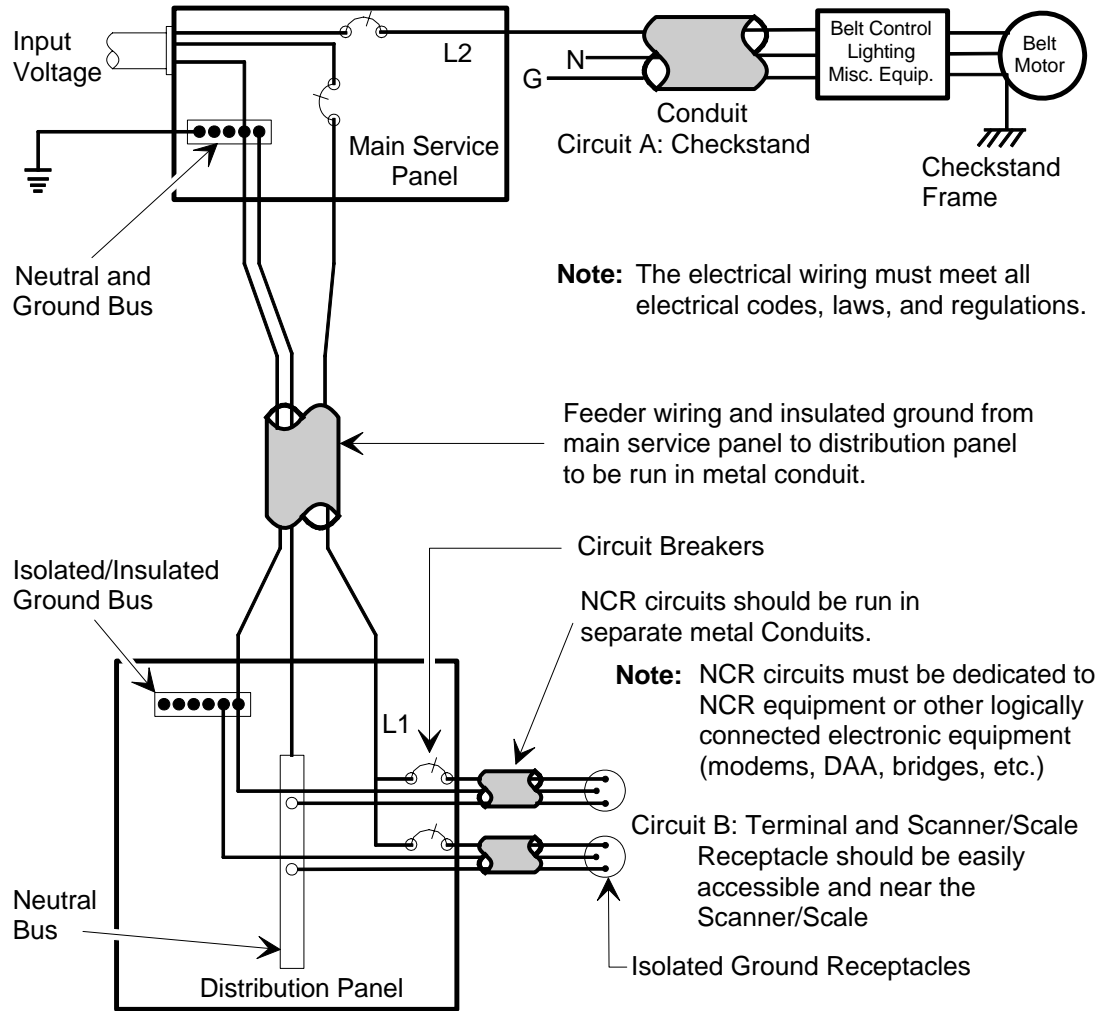 Input
Voltage
L2
N
G
Belt Control
Lighting
Misc. Equip.
Belt
Motor
Conduit
Circuit A: Checkstand
Main Service
Panel
Checkstand
Frame
Neutral and
Ground Bus
Note: The electrical wiring must meet all
electrical codes, laws, and regulations.
Feeder wiring and insulated ground from
main service panel to distribution panel
to be run in metal conduit.
Circuit Breakers
Isolated/Insulated
Ground Bus
NCR circuits should be run in
separate metal Conduits.
Note: NCR circuits must be dedicated to
NCR equipment or other logically
connected electronic equipment
(modems, DAA, bridges, etc.)
L1
Circuit B: Terminal and Scanner/Scale
Receptacle should be easily
accessible and near the
Scanner/Scale
Neutral
Bus
Isolated Ground Receptacles
Distribution Panel